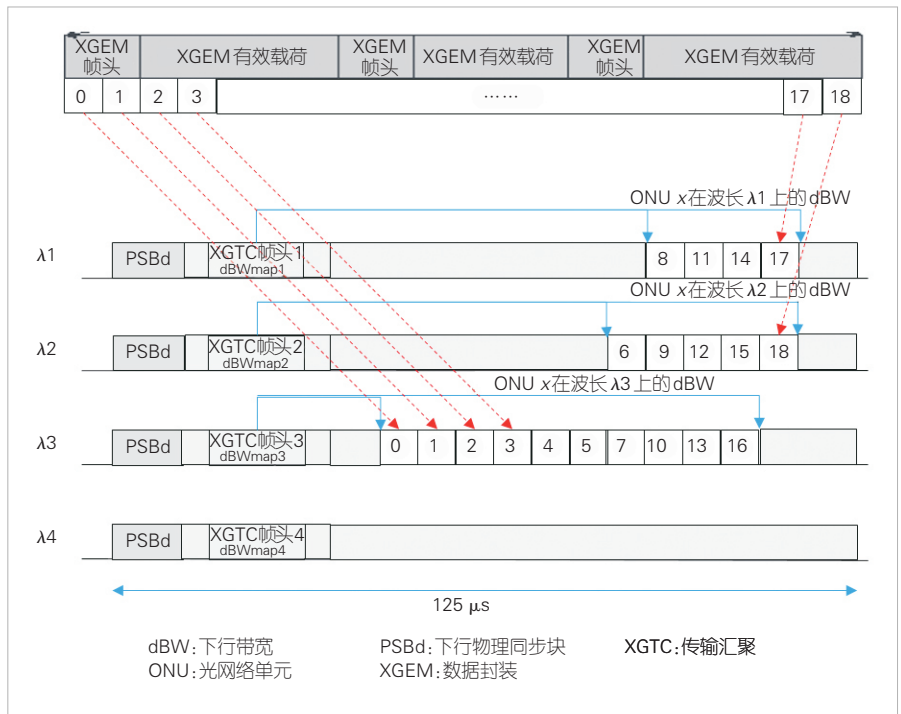 XGEM 帧头 XGEM 有效载荷 XGEM 帧头 XGEM 有效载荷 XGEM 帧头 XGEM 有效载荷
0 1 2 3 …… 17 18
ONU x在波长 λ1 上的 dBW
λ1 PSBd XGTC帧头1 dBWmap1 8 11 14 17
ONU x在波长 λ2 上的 dBW
λ2 PSBd XGTC帧头2 dBWmap2 6 9 12 15 18
ONU x在波长 λ3 上的 dBW
λ3 PSBd XGTC帧头3 dBWmap3 0 1 2 3 4 5 7 10 13 16
λ4 PSBd XGTC帧头4 dBWmap4
125 μs
dBW:下行带宽 PSBd:下行物理同步块 XGTC:传输汇聚
ONU:光网络单元 XGEM:数据封装